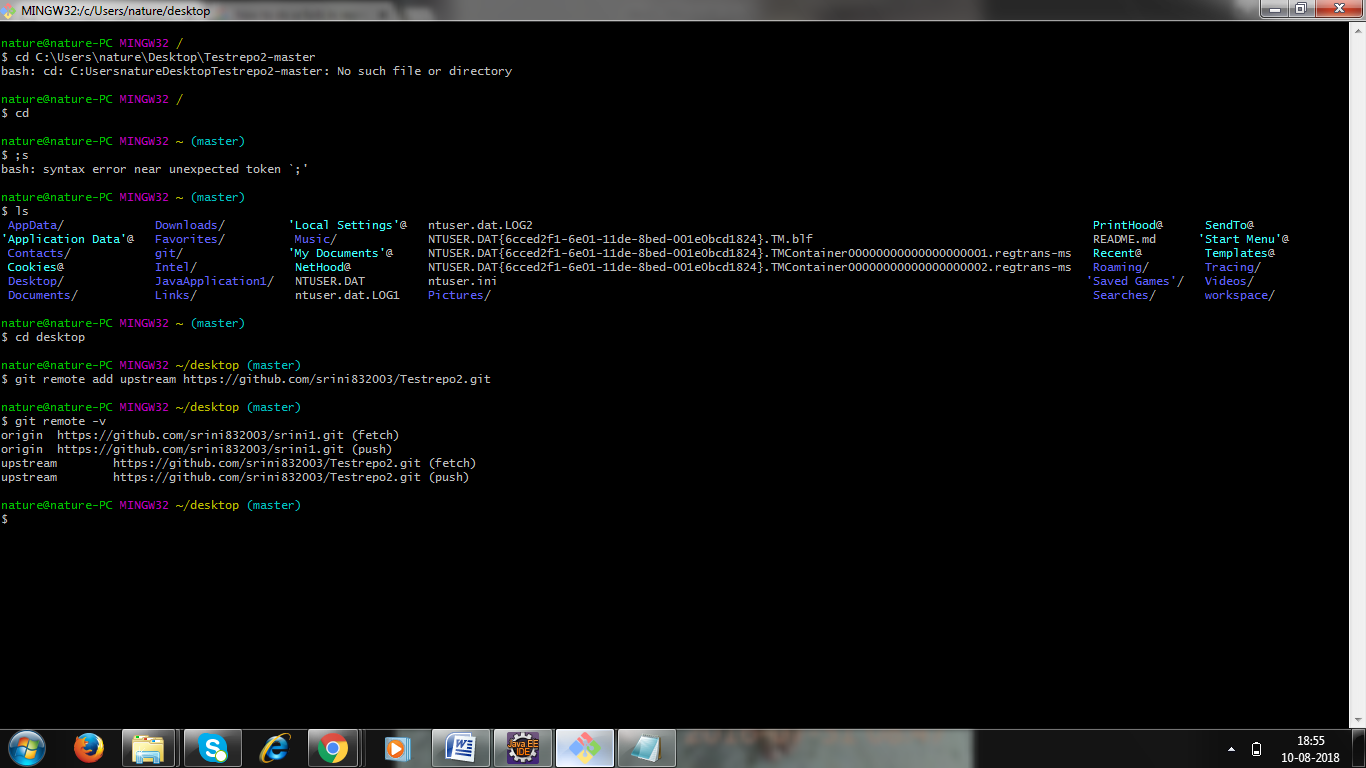 MINGW32:/c/Users/nature/desktop
nature@nature-PC MINGW32 /
$ cd C:\Users\nature\Desktop\Testrepo2-master
bash: cd: C:UsersnatureDesktopTestrepo2-master: No such file or directory
nature@nature-PC MINGW32 /
$ cd
nature@nature-PC MINGW32 ~ (master)
$ ;s
bash: syntax error near unexpected token `;'
nature@nature-PC MINGW32 ~ (master)
$ ls
AppData/ Downloads/ 'Local Settings'@ ntuser.dat.LOG2 PrintHood@ SendTo@
'Application Data'@ Favorites/ Music/ NTUSER.DAT{6cced2f1-6e01-11de-8bed-001e0bcd1824}.TM.blf README.md 'Start Menu'@
Contacts/ git/ 'My Documents'@ NTUSER.DAT{6cced2f1-6e01-11de-8bed-001e0bcd1824}.TMContainer00000000000000000001.regtrans-ms Recent@ Templates@
Cookies@ Intel/ NetHood@ NTUSER.DAT{6cced2f1-6e01-11de-8bed-001e0bcd1824}.TMContainer00000000000000000002.regtrans-ms Roaming/ Tracing/
Desktop/ JavaApplication1/ NTUSER.DAT ntuser.ini 'Saved Games'/ Videos/
Documents/ Links/ ntuser.dat.LOG1 Pictures/ Searches/ workspace/
nature@nature-PC MINGW32 ~ (master)
$ cd desktop
nature@nature-PC MINGW32 ~/desktop (master)
$ git remote add upstream https://github.com/srini832003/Testrepo2.git
nature@nature-PC MINGW32 ~/desktop (master)
$ git remote -v
origin https://github.com/srini832003/srini1.git (fetch)
origin https://github.com/srini832003/srini1.git (push)
upstream https://github.com/srini832003/Testrepo2.git (fetch)
upstream https://github.com/srini832003/Testrepo2.git (push)
nature@nature-PC MINGW32 ~/desktop (master)
$
Java EE
IDE
18:55
10-08-2018